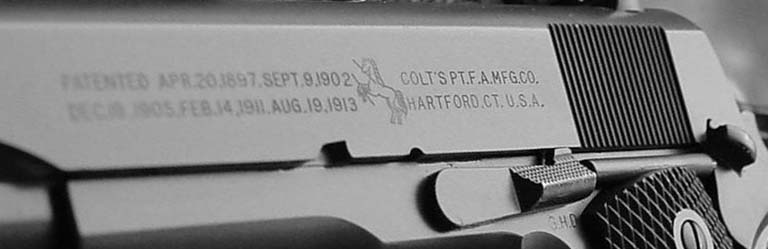 PATENTED APR.20,1897.SEPT.9,1902
DEC.19,1905,FEB.14,1911.AUG.19,1913
COLT'S PT.F.A.MFG.CO.
HARTFORD.CT.U.S.A.
G.H.D